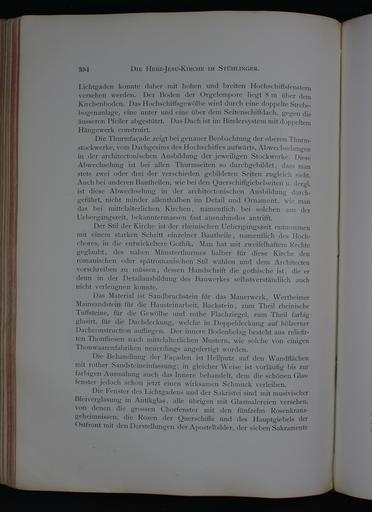 394 DIE HERZ-JESU-KIRCHE IM STÜHLINGER.
Lichtgaden konnte daher mit hohen und breiten Hochschiffsfenstern
versehen werden. Der Boden der Orgelempore liegt 8 m über dem
Kirchenboden. Das Hochschiffsgewölbe wird durch eine doppelte Strebe-
bogenanlage, eine unter und eine über dem Seitenschiffdach, gegen die
äusseren Pfeiler abgestützt. Das Dach ist im Bindersystem mit doppeltem
Hängewerk construirt.
Die Thurmfaçade zeigt bei genauer Beobachtung der oberen Thurm-
stockwerke, vom Dachgesims des Hochschiffes aufwärts, Abwechselungen
in der architectonischen Ausbildung der jeweiligen Stockwerke. Diese
Abwechselung ist bei allen Thurmseiten so durchgebildet, dass man
stets zwei oder drei der verschieden gebildeten Seiten zugleich sieht.
Auch bei anderen Bautheilen, wie bei den Querschiffgiebelseiten u. dergl.
ist diese Abwechselung in der architectonischen Ausbildung durch-
geführt, nicht minder allenthalben im Detail und Ornament, wie man
das bei mittelalterlichen Kirchen, namentlich bei solchen aus der
Uebergangszeit, bekanntermassen fast ausnahmslos antrifft.
Der Stil der Kirche ist der rheinischen Uebergangszeit entnommen
mit einem starken Schritt einzelner Bautheile, namentlich des Hoch-
chores, in die entwickeltere Gothik. Man hat mit zweifelhaftem Rechte
geglaubt, des nahen Münsterthurmes halber für diese Kirche den
romanischen oder spätromanischen Stil wählen und dem Architecten
vorschreiben zu müssen, dessen Handschrift die gothische ist, die er
denn in der Detailausbildung des Bauwerkes selbstverständlich auch
nicht verleugnen konnte.
Das Material ist Sandbruchstein für das Mauerwerk, Wertheimer
Mainsandstein für die Hausteinarbeit, Backstein, zum Theil rheinische
Tuffsteine, für die Gewölbe und rothe Flachziegel, zum Theil farbig
glasirt, für die Dachdeckung, welche in Doppeldeckung auf hölzerner
Dachconstruction aufliegen. Der innere Bodenbelag besteht aus reliefir-
ten Thonfliesen nach mittelalterlichen Mustern, wie solche von einigen
Thonwaarenfabriken neuerdings angefertigt worden.
Die Behandlung der Façaden ist Hellputz auf den Wandflächen
mit rother Sandsteineinfassung; in gleicher Weise ist vorläufig bis zur
farbigen Ausmalung auch das Innere behandelt, dem die schönen Glas-
fenster jedoch schon jetzt einen wirksamen Schmuck verleihen.
Die Fenster des Lichtgadens und der Sakristei sind mit musivischer
Bleiverglasung in Antikglas, alle übrigen mit Glasmalereien versehen,
von denen die grossen Chorfenster mit den fünfzehn Rosenkranz-
geheimnissen, die Rosen der Querschiffe und des Hauptgiebels der
Ostfront mit den Darstellungen der Apostelbilder, der sieben Sakramente